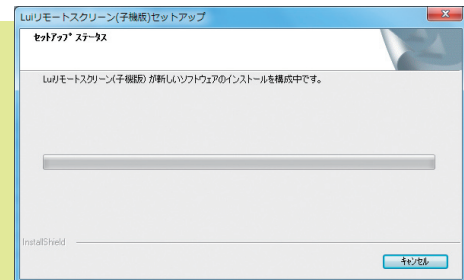 Luiリモートスクリーン(子機版)セットアップ
セットアップ ステータス
Luiリモートスクリーン(子機版) が新しいソフトウェアのインストールを構成中です。
InstallShield
キャンセル